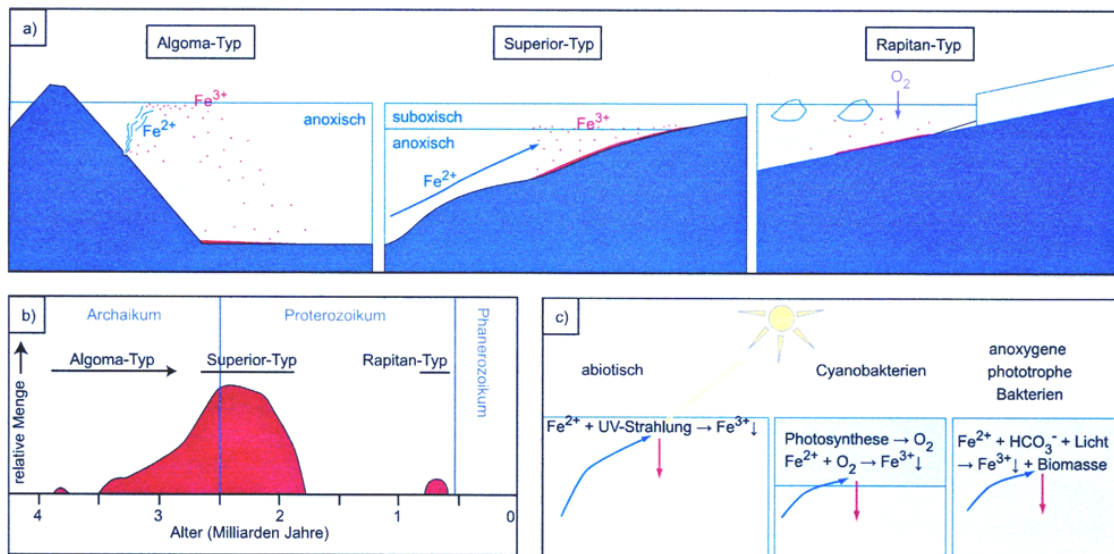 a)
Algoma-Typ
Superior-Typ
Rapitan-Typ
O₂
Fe³⁺
Fe²⁺
anoxisch
suboxisch
Fe³⁺
anoxisch
Fe²⁺
b)
Archaikum
Proterozoikum
Phanerozoikum
Algoma-Typ
Superior-Typ
Rapitan-Typ
relative Menge
4
3
2
1
0
Alter (Milliarden Jahre)
c)
abiotisch
Fe²⁺ + UV-Strahlung → Fe³⁺↓
Cyanobakterien
Photosynthese → O₂
Fe²⁺ + O₂ → Fe³⁺↓
anoxygene
phototrophe
Bakterien
Fe²⁺ + HCO₃⁻ + Licht
→ Fe³⁺↓ + Biomasse